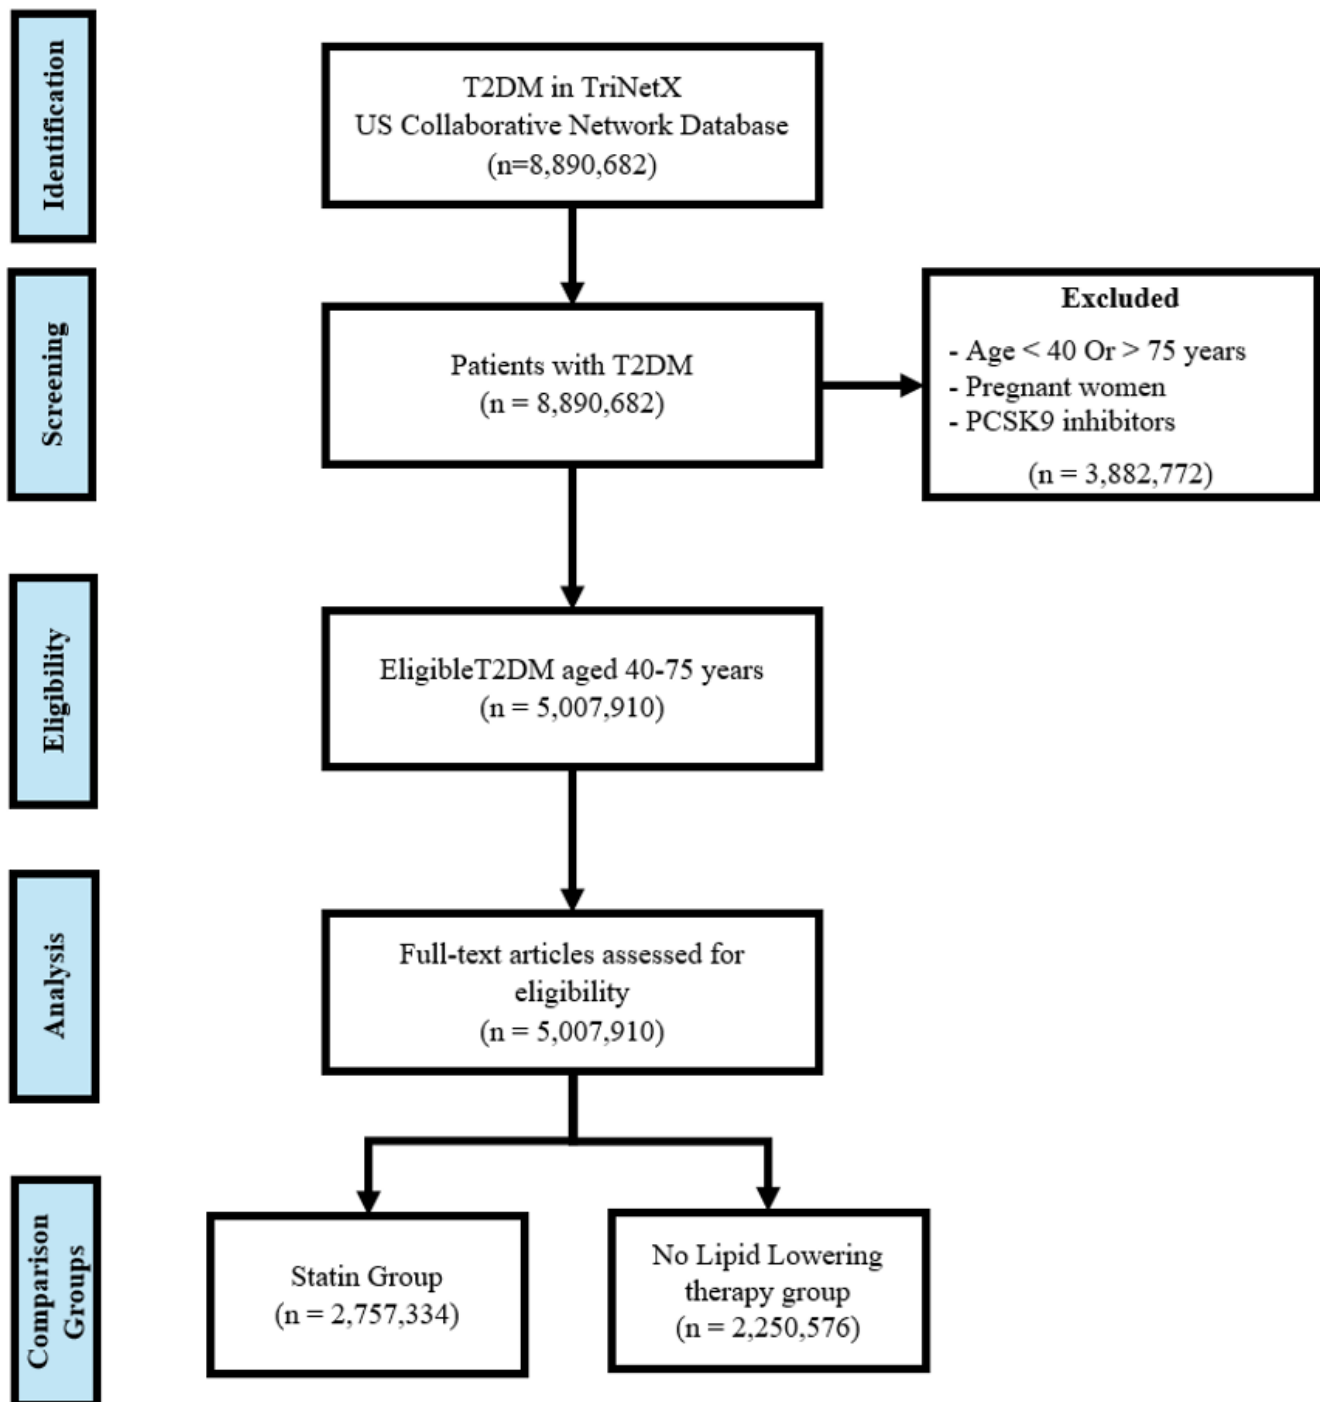 Identification
T2DM in TriNetX
US Collaborative Network Database
(n=8,890,682)
Screening
Patients with T2DM
(n = 8,890,682)
Excluded
- Age < 40 Or > 75 years
- Pregnant women
- PCSK9 inhibitors
(n = 3,882,772)
Eligibility
EligibleT2DM aged 40-75 years
(n = 5,007,910)
Analysis
Full-text articles assessed for
eligibility
(n = 5,007,910)
Comparison
Groups
Statin Group
(n = 2,757,334)
No Lipid Lowering
therapy group
(n = 2,250,576)